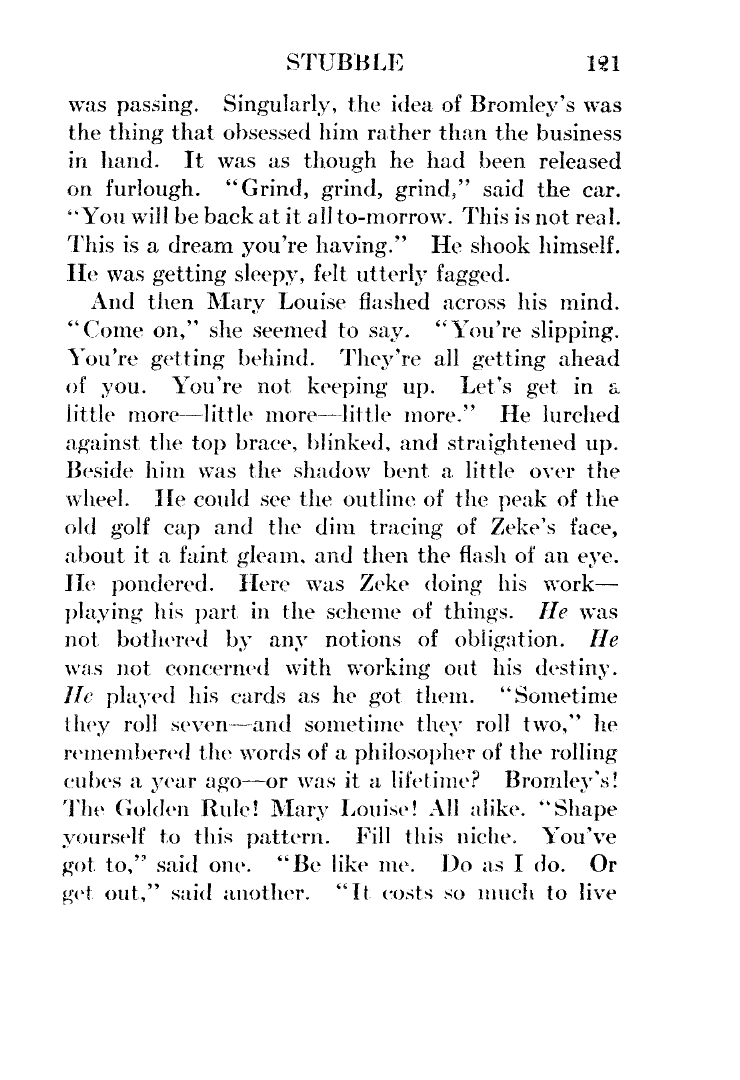 STUBBLE 121
was passing. Singularly, the idea of Bromley's was
the thing that obsessed him rather than the business
in hand. It was as though he had been released
on furlough. "Grind, grind, grind," said the car.
"You will be back at it all to-morrow. This is not real.
This is a dream you're having." He shook himself.
He was getting sleepy, felt utterly fagged.
And then Mary Louise flashed across his mind.
"Come on," she seemed to say. "You're slipping.
You're getting behind. They're all getting ahead
of you. You're not keeping up. Let's get in a
little more—little more—little more." He lurched
against the top brace, blinked, and straightened up.
Beside him was the shadow bent a little over the
wheel. He could see the outline of the peak of the
old golf cap and the dim tracing of Zeke's face,
about it a faint gleam, and then the flash of an eye.
He pondered. Here was Zeke doing his work—
playing his part in the scheme of things. He was
not bothered by any notions of obligation. He
was not concerned with working out his destiny.
He played his cards as he got them. "Sometime
they roll seven—and sometime they roll two," he
remembered the words of a philosopher of the rolling
cubes a year ago—or was it a lifetime? Bromley's!
The Golden Rule! Mary Louise! All alike. "Shape
yourself to this pattern. Fill this niche. You've
got to," said one. "Be like me. Do as I do. Or
get out," said another. "It costs so much to live